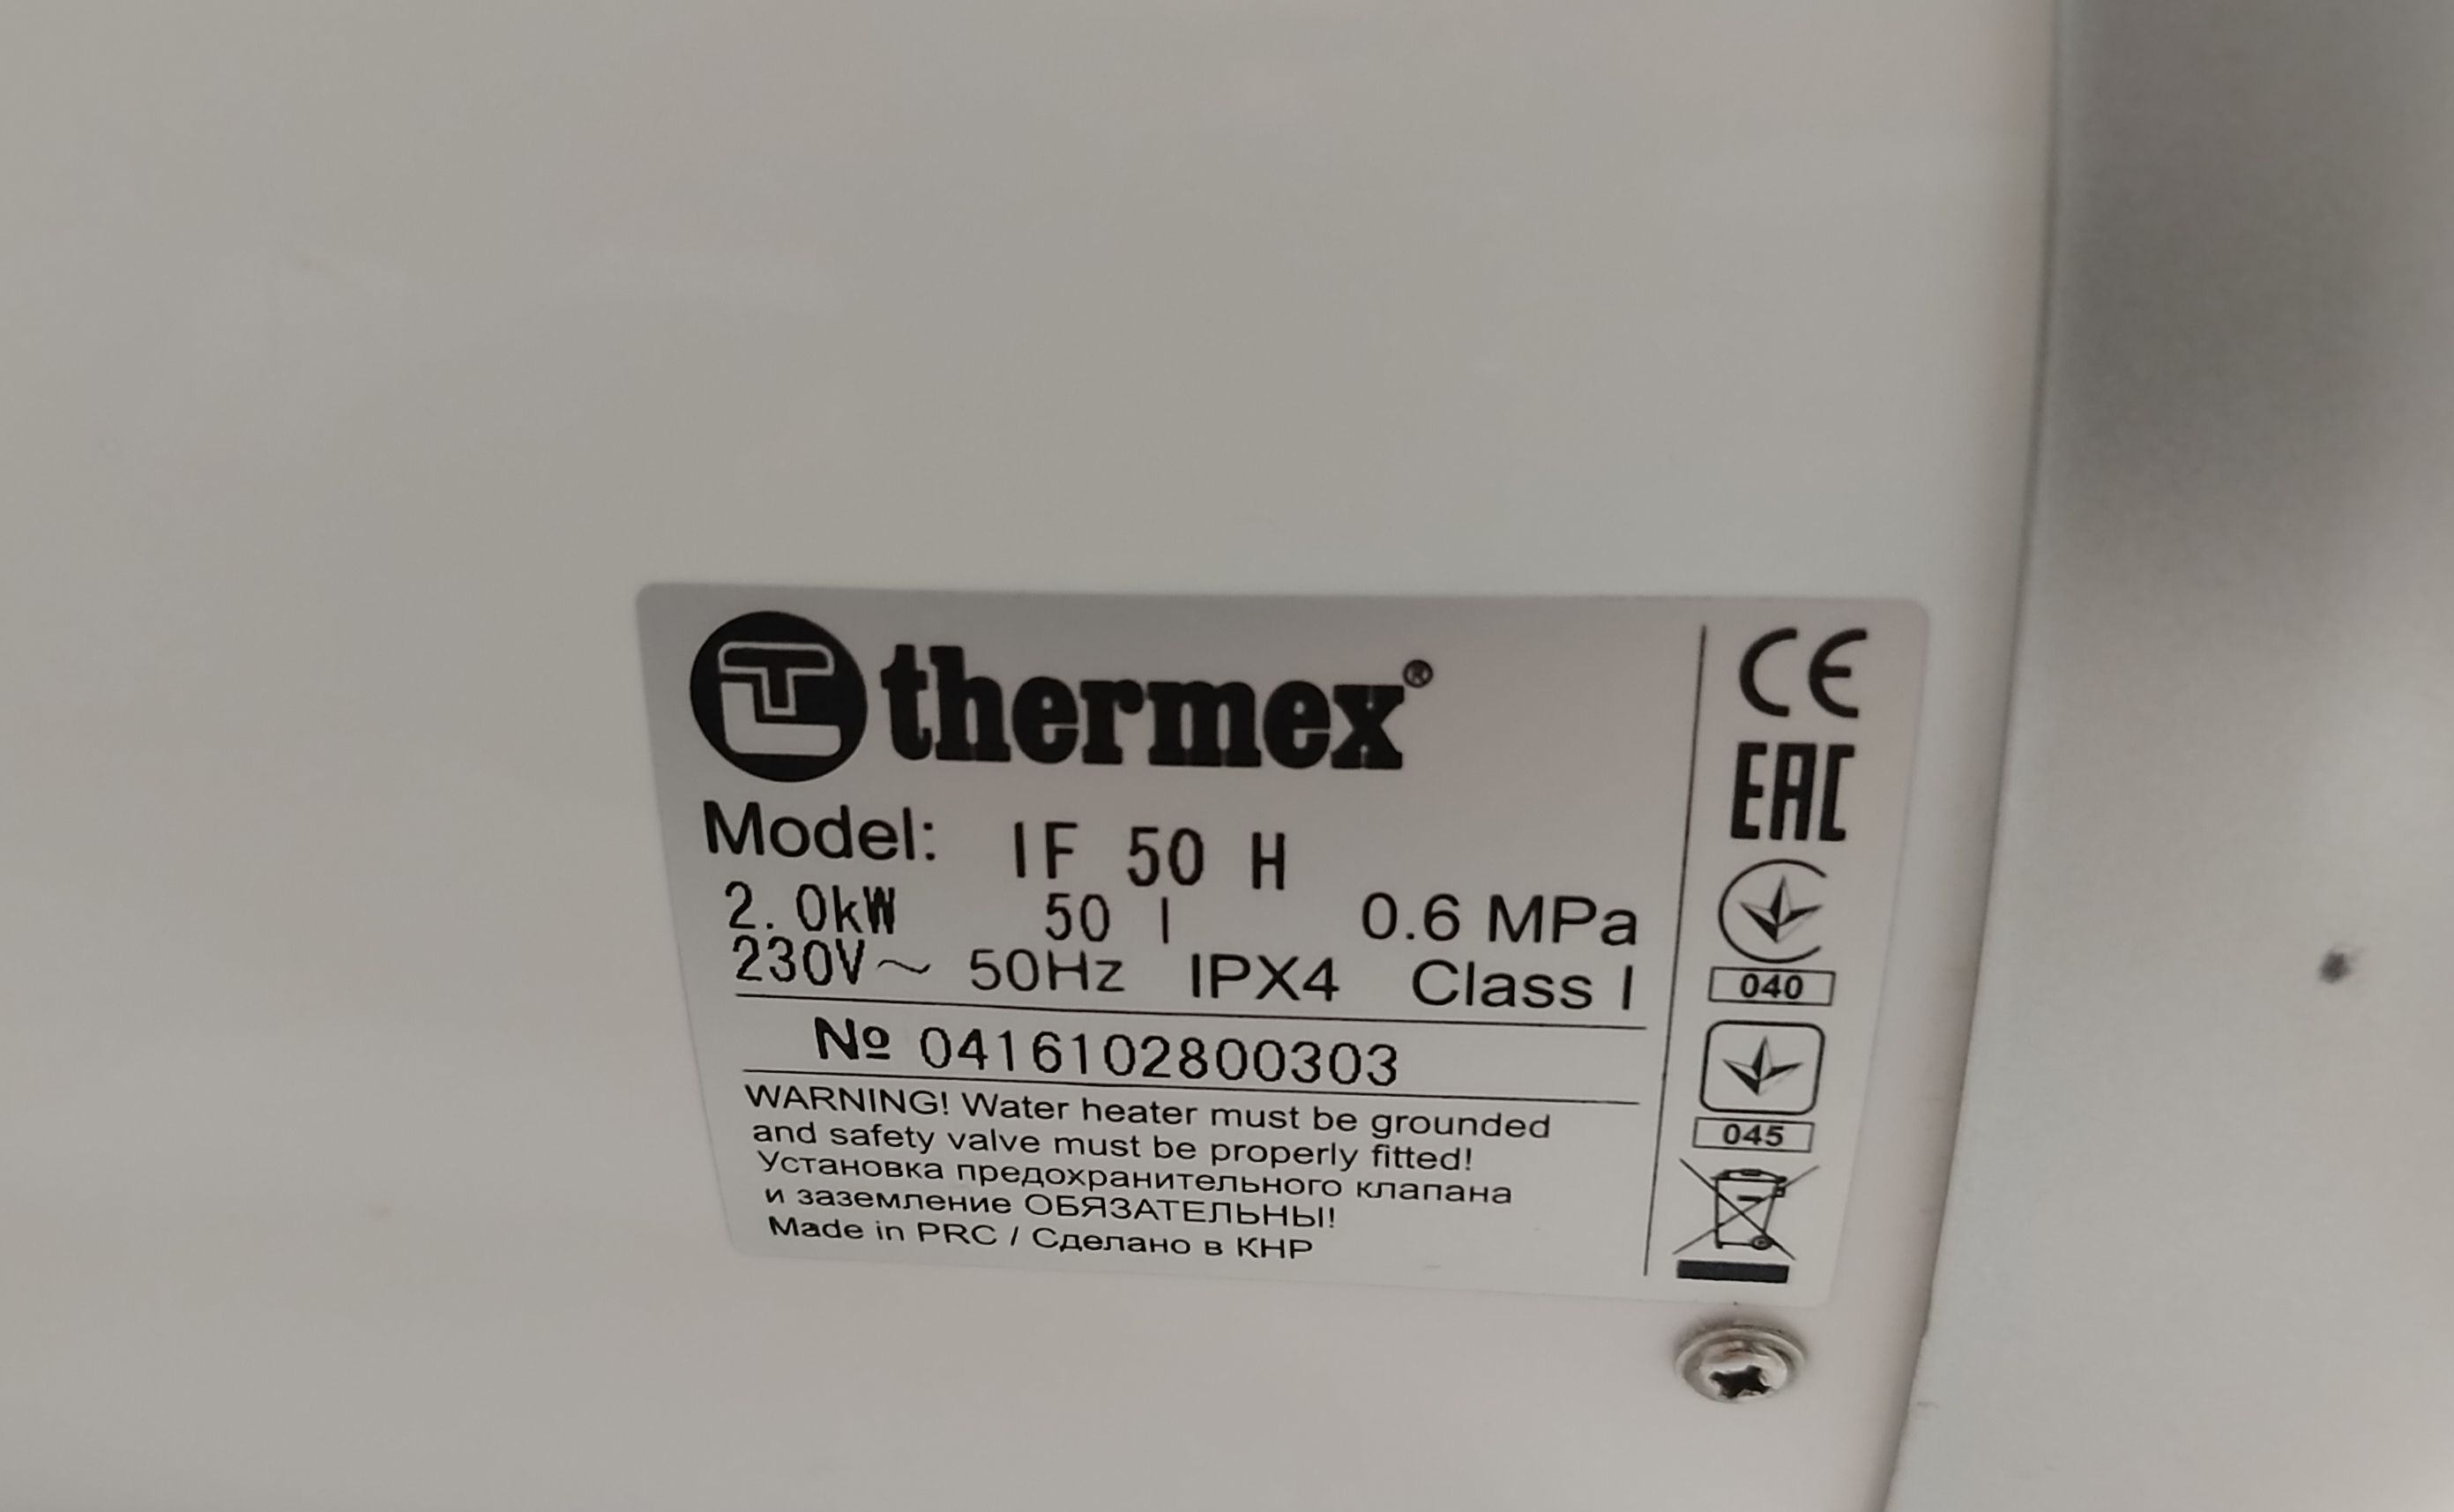 thermex®
Model: IF 50 H
2.0kW 50 l 0.6 MPa
230V~ 50Hz IPX4 Class I
№ 0416102800303
WARNING! Water heater must be grounded
and safety valve must be properly fitted!
Установка предохранительного клапана
и заземление ОБЯЗАТЕЛЬНЫ!
Made in PRC / Сделано в КНР
CE
EAC
040
045